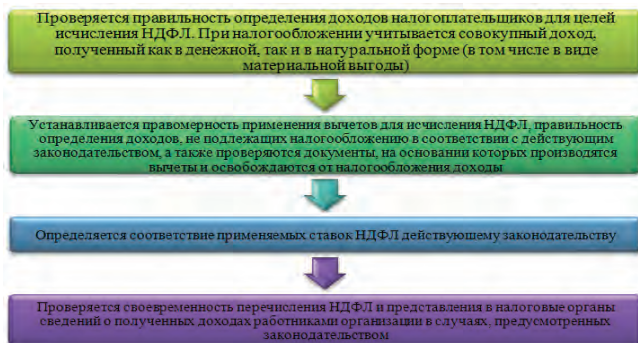 Проверяется правильность определения доходов налогоплательщиков для целей
исчисления НДФЛ. При налогообложении учитывается совокупный доход,
полученный как в денежной, так и в натуральной форме (в том числе в виде
материальной выгоды)
Устанавливается правомерность применения вычетов для исчисления НДФЛ, правильность
определения доходов, не подлежащих налогообложению в соответствии с действующим
законодательством, а также проверяются документы, на основании которых производятся
вычеты и освобождаются от налогообложения доходы
Определяется соответствие применяемых ставок НДФЛ действующему законодательству
Проверяется своевременность перечисления НДФЛ и представления в налоговые органы
сведений о полученных доходах работниками организации в случаях, предусмотренных
законодательством